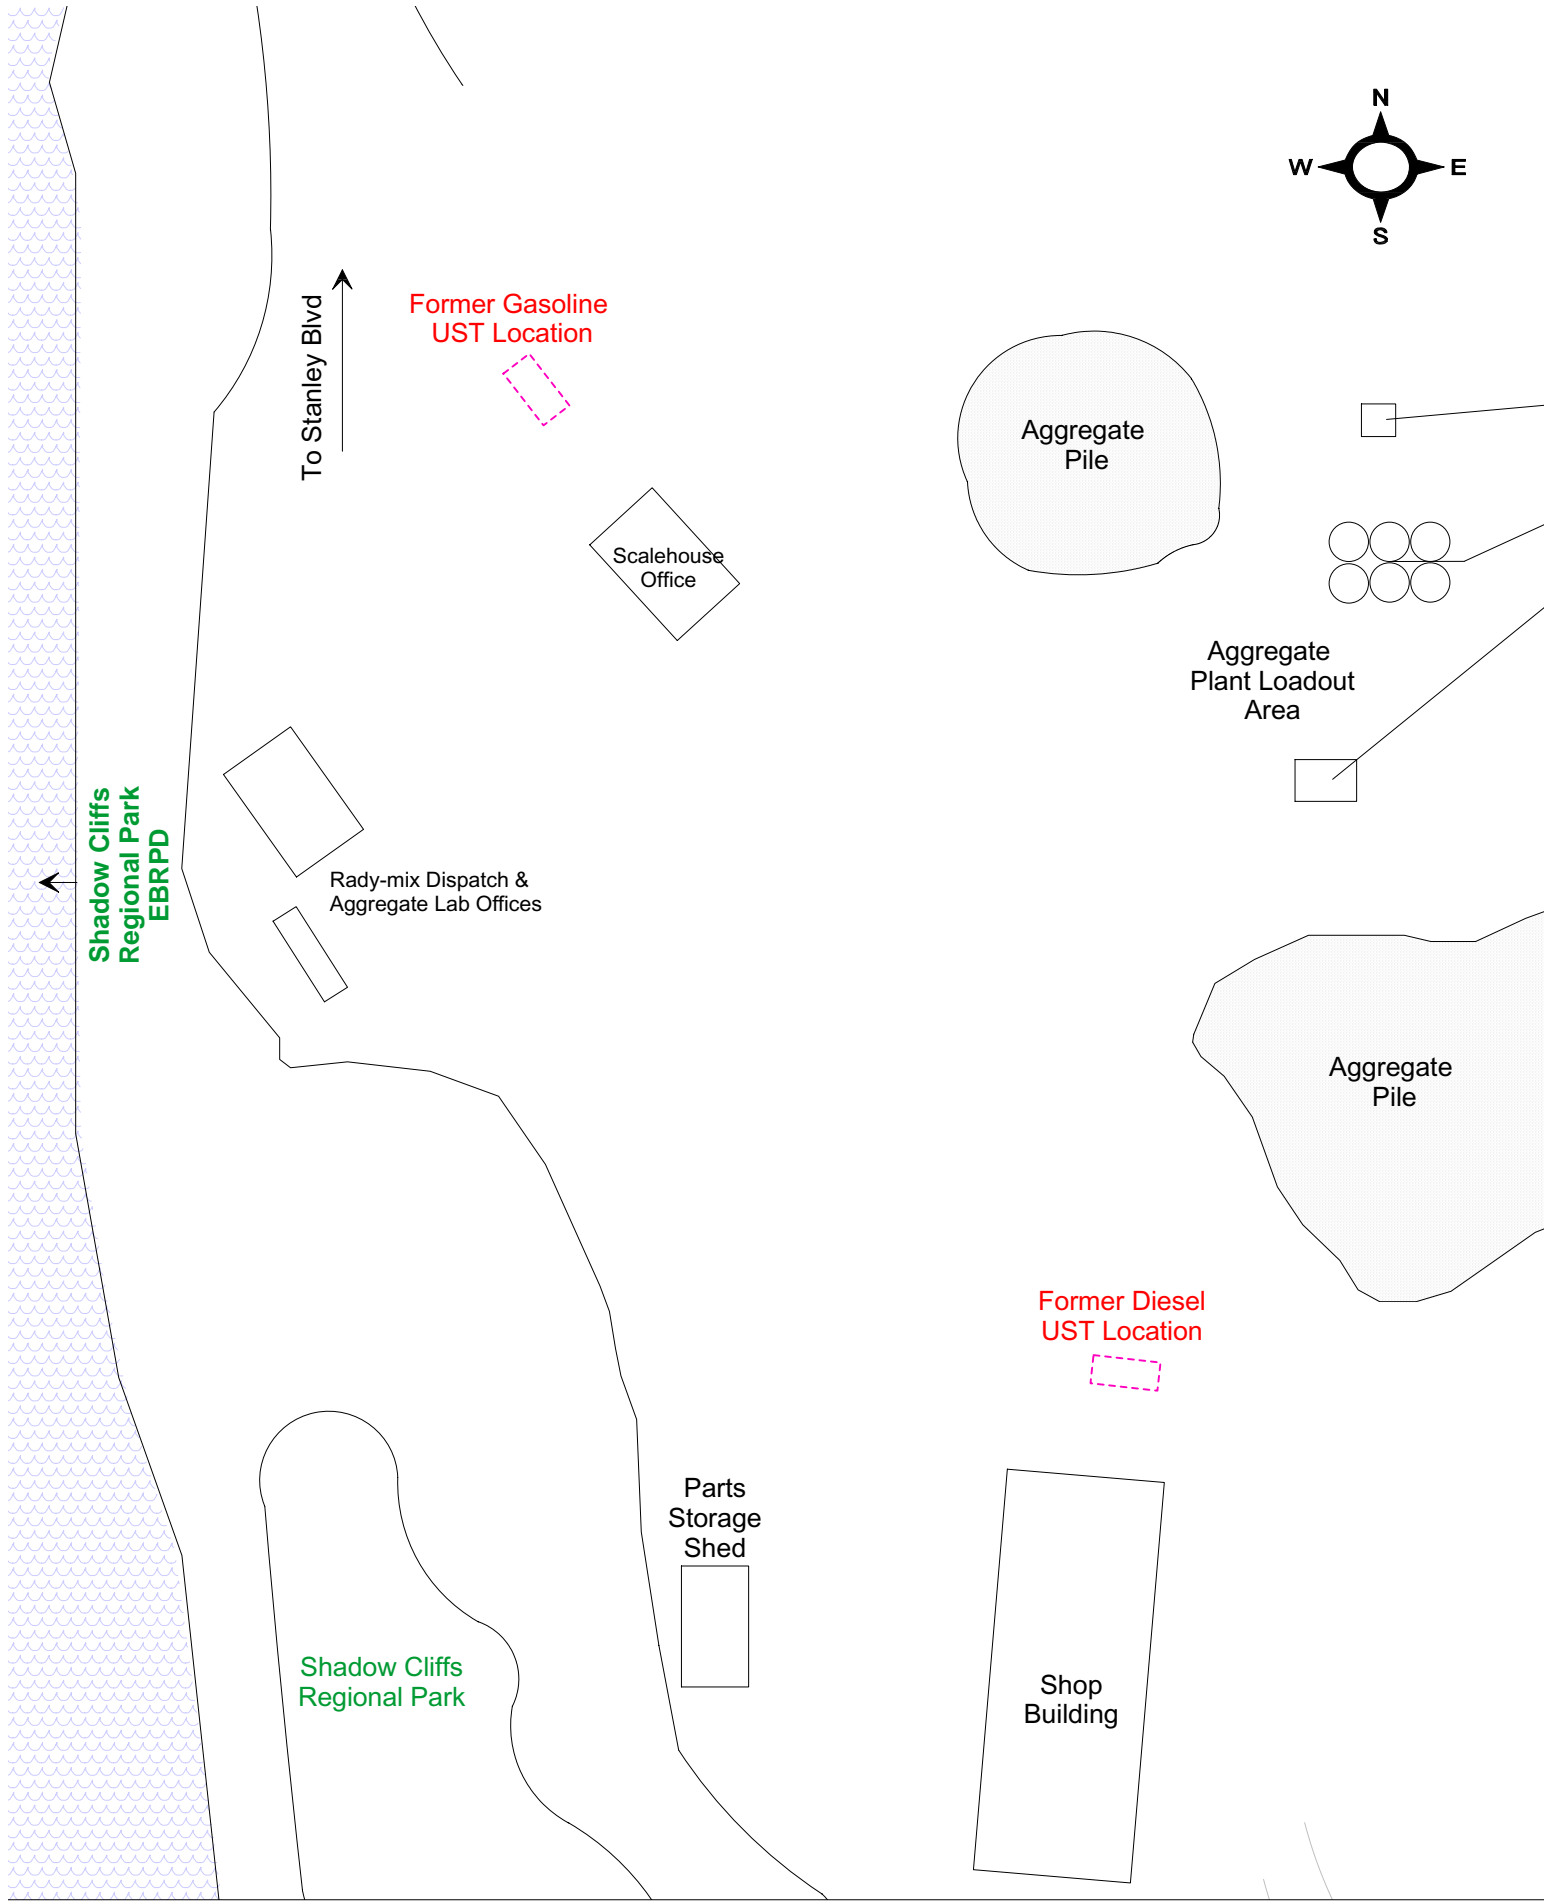 N
W E
S
To Stanley Blvd
Former Gasoline
UST Location
Aggregate
Pile
Scalehouse
Office
Aggregate
Plant Loadout
Area
Shadow Cliffs
Regional Park
EBRPD
Rady-mix Dispatch &
Aggregate Lab Offices
Aggregate
Pile
Former Diesel
UST Location
Parts
Storage
Shed
Shadow Cliffs
Regional Park
Shop
Building